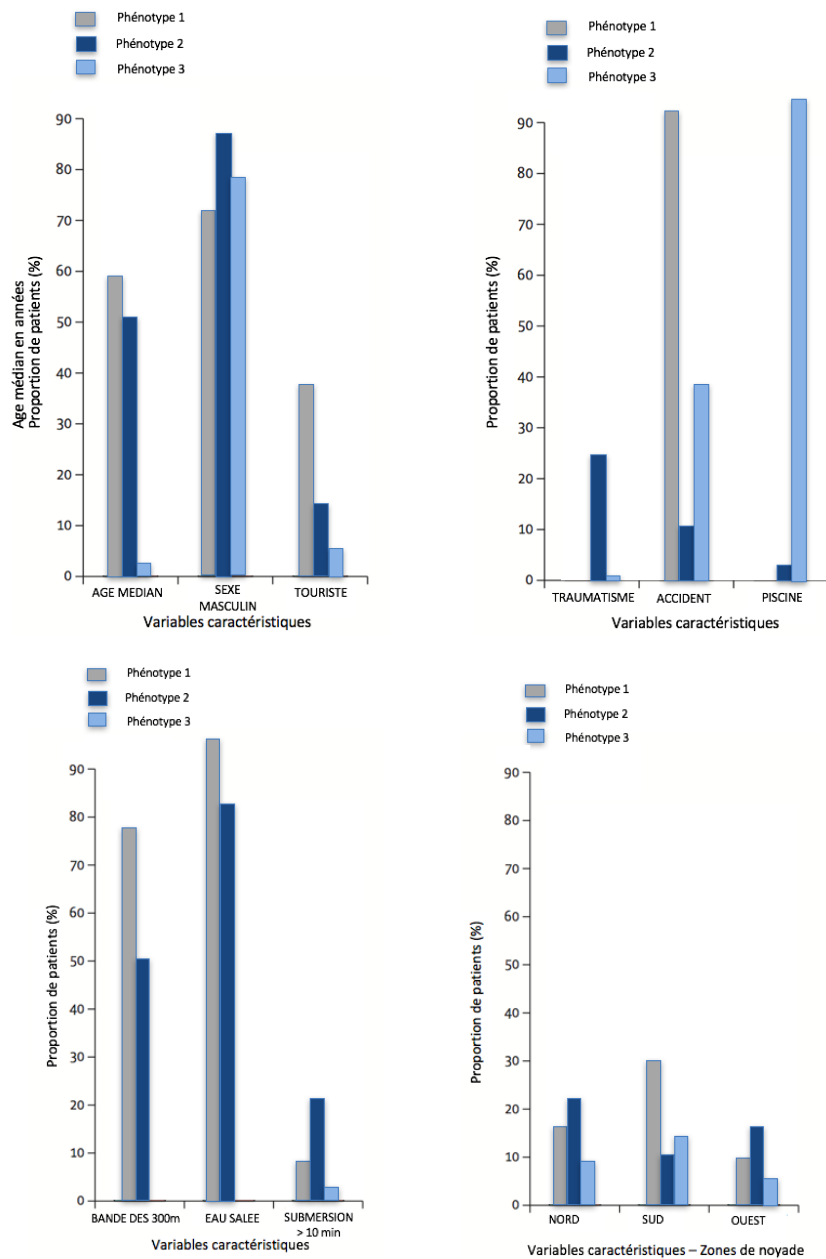 Phénotype 1
Phénotype 2
Phénotype 3
Age médian en années
Proportion de patients (%)
90
80
70
60
50
40
30
20
10
0
AGE MEDIAN
SEXE
MASCULIN
TOURISTE
Variables caractéristiques
Phénotype 1
Phénotype 2
Phénotype 3
Proportion de patients (%)
90
80
70
60
50
40
30
20
10
0
TRAUMATISME
ACCIDENT
PISCINE
Variables caractéristiques
Phénotype 1
Phénotype 2
Phénotype 3
Proportion de patients (%)
90
80
70
60
50
40
30
20
10
0
BANDE DES 300m
EAU SALEE
SUBMERSION
> 10 min
Variables caractéristiques
Phénotype 1
Phénotype 2
Phénotype 3
Proportion de patients (%)
90
80
70
60
50
40
30
20
10
0
NORD
SUD
OUEST
Variables caractéristiques – Zones de noyade